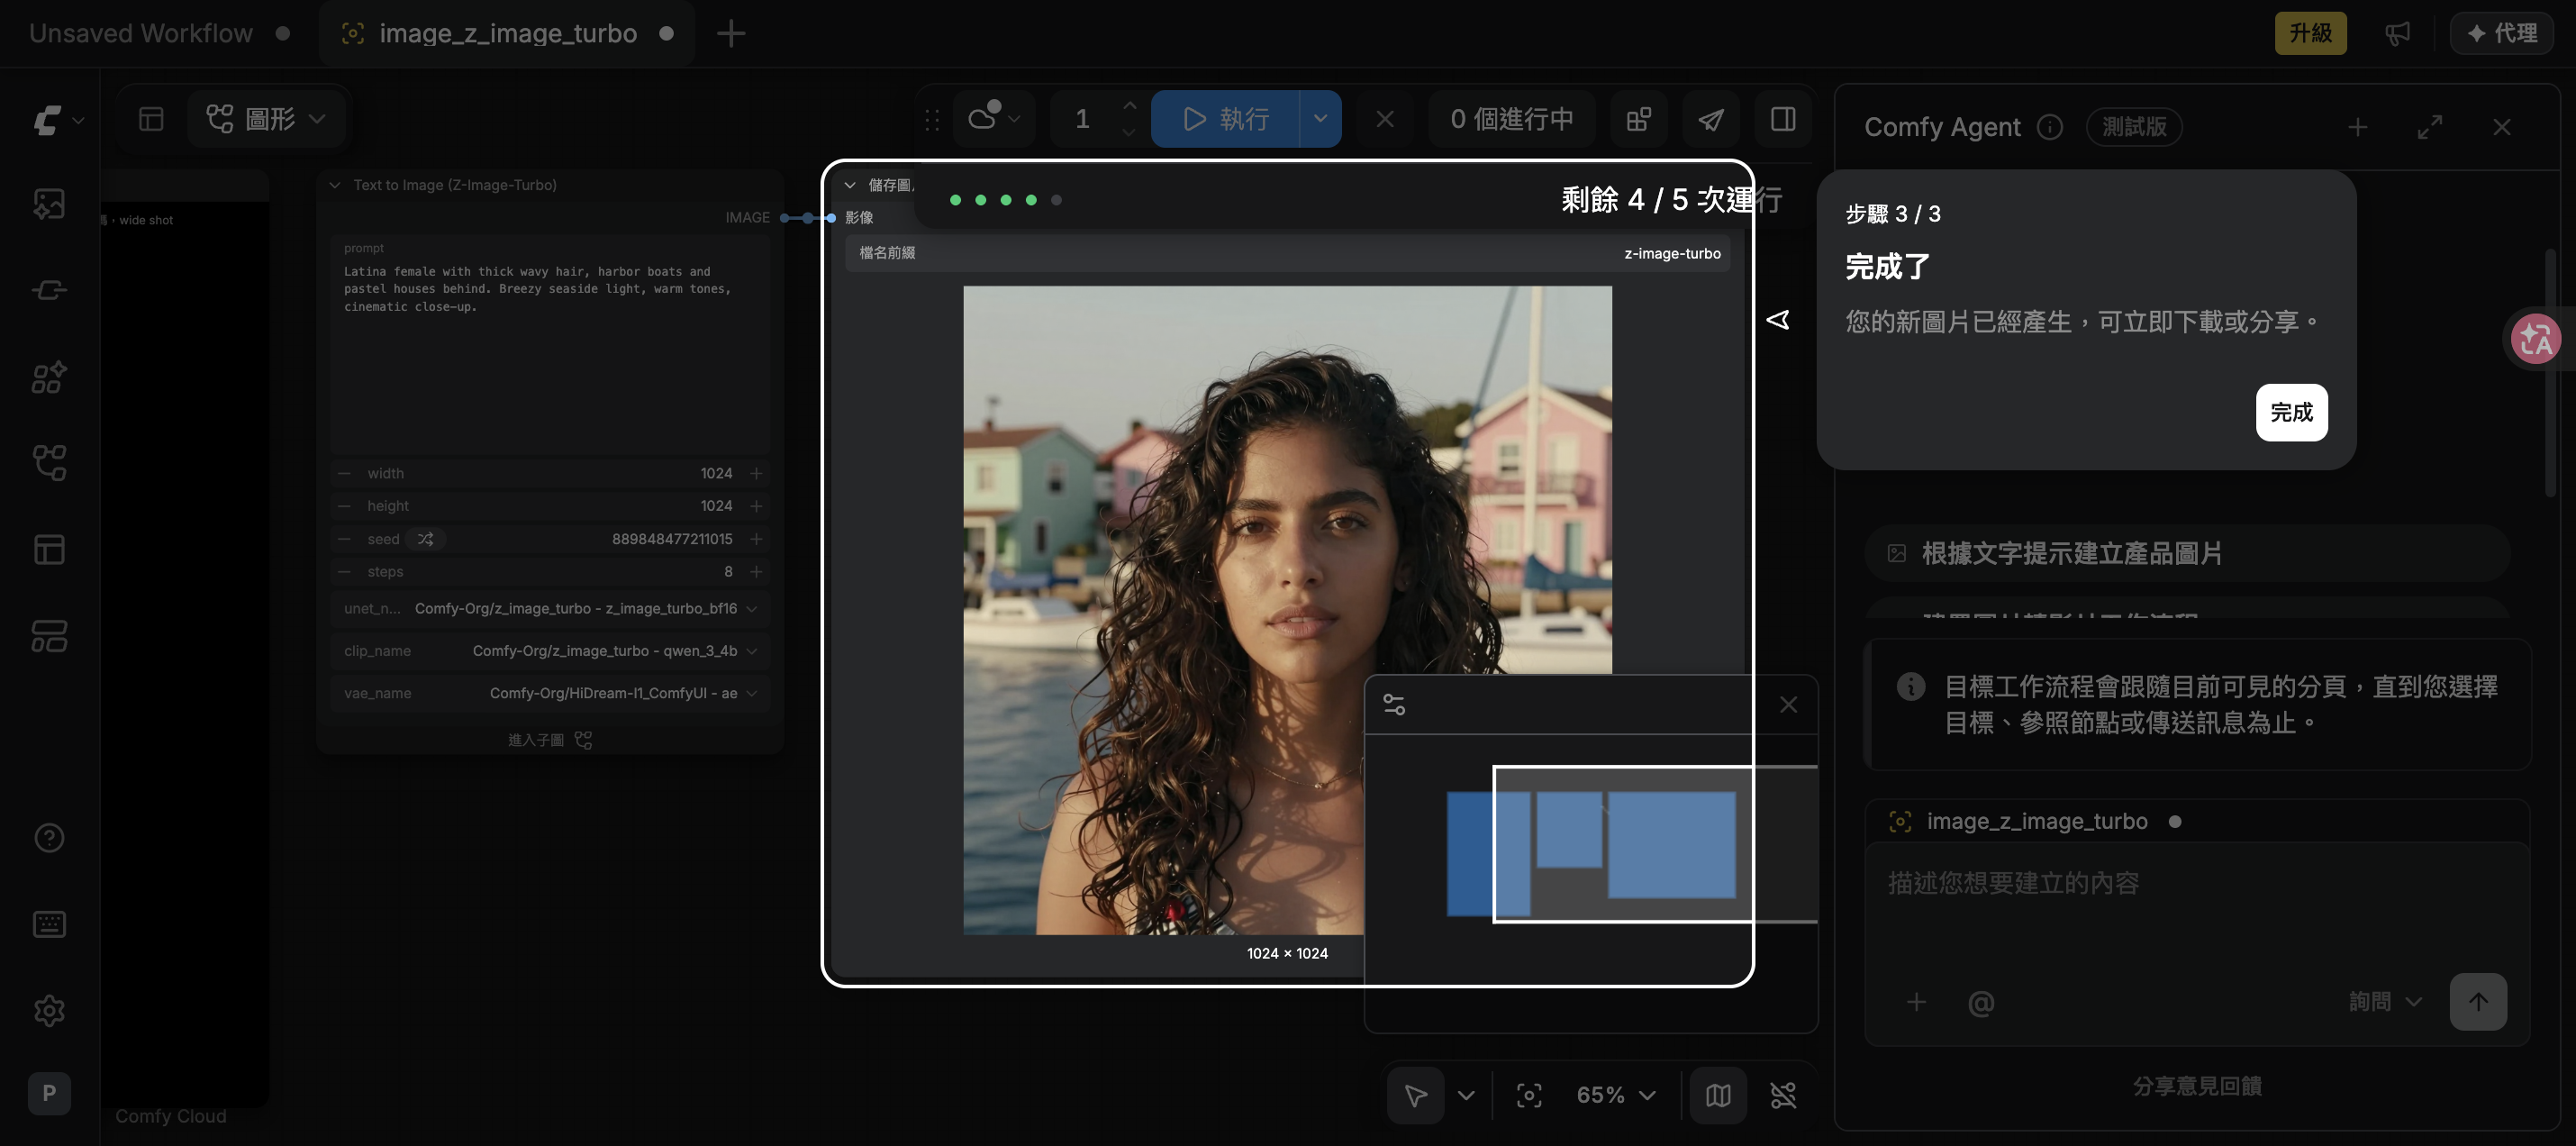 Unsaved Workflow
image_z_image_turbo
升級
代理
圖形
1
執行
0 個進行中
Comfy Agent
測試版
Text to Image (Z-Image-Turbo)
wide shot
IMAGE
prompt
Latina female with thick wavy hair, harbor boats and
pastel houses behind. Breezy seaside light, warm tones,
cinematic close-up.
width 1024
height 1024
seed 889848477211015
steps 8
unet_n... Comfy-Org/z_image_turbo - z_image_turbo_bf16
clip_name Comfy-Org/z_image_turbo - qwen_3_4b
vae_name Comfy-Org/HiDream-I1_ComfyUI - ae
進入子圖
儲存圖
剩餘 4 / 5 次運行
影像
檔名前綴 z-image-turbo
1024 × 1024
步驟 3 / 3
完成了
您的新圖片已經產生，可立即下載或分享。
完成
根據文字提示建立產品圖片
目標工作流程會跟隨目前可見的分頁，直到您選擇
目標、參照節點或傳送訊息為止。
image_z_image_turbo
描述您想要建立的內容
@
詢問
分享意見回饋
P
Comfy Cloud
65%